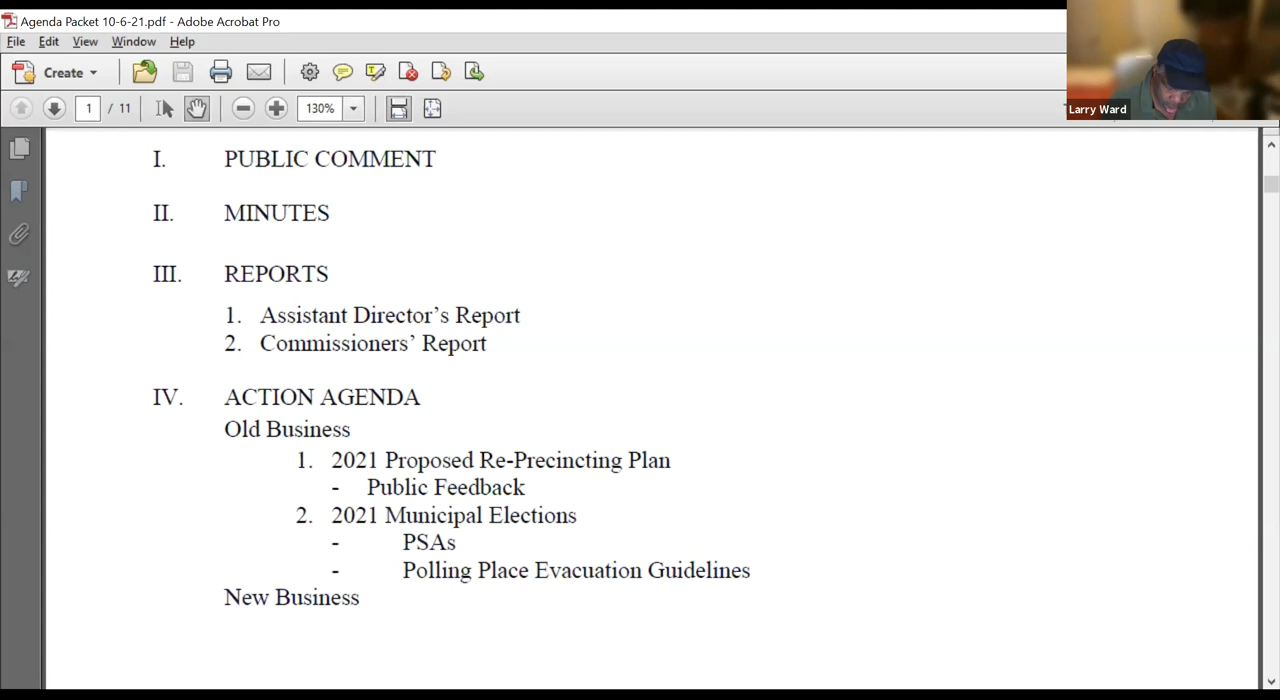 Agenda Packet 10-6-21.pdf - Adobe Acrobat Pro
File Edit View Window Help
Create
1 / 11 130%
Larry Ward
I. PUBLIC COMMENT
II. MINUTES
III. REPORTS
1. Assistant Director’s Report
2. Commissioners’ Report
IV. ACTION AGENDA
Old Business
1. 2021 Proposed Re-Precincting Plan
- Public Feedback
2. 2021 Municipal Elections
- PSAs
- Polling Place Evacuation Guidelines
New Business